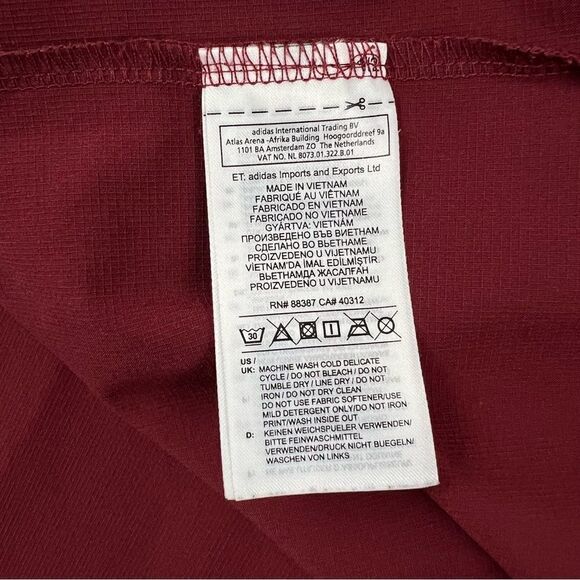 adidas International Trading BV
Atlas Arena -Afrika Building Hoogoorddreef 9a
1101 BA Amsterdam ZO The Netherlands
VAT NO. NL 8073.01.322.B.01
ET: adidas Imports and Exports Ltd
MADE IN VIETNAM
FABRIQUÉ AU VIÊTNAM
FABRICADO EN VIETNAM
FABRICADO NO VIETNAME
GYÁRTVA: VIETNÁM
ПРОИЗВЕДЕНО ВЪВ ВИЕТНАМ
СДЕЛАНО ВО ВЬЕТНАМЕ
PROIZVEDENO U VIJETNAMU
VİETNAM'DA İMAL EDİLMİŞTİR.
ВЬЕТНАМДА ЖАСАЛҒАН
PROIZVEDENO U VIJETNAMU
RN# 88387 CA# 40312
30
US /
UK: MACHINE WASH COLD DELICATE
CYCLE / DO NOT BLEACH / DO NOT
TUMBLE DRY / LINE DRY / DO NOT
IRON / DO NOT DRY CLEAN
DO NOT USE FABRIC SOFTENER/USE
MILD DETERGENT ONLY/DO NOT IRON
PRINT/WASH INSIDE OUT
D: KEINEN WEICHSPUELER VERWENDEN/
BITTE FEINWASCHMITTEL
VERWENDEN/DRUCK NICHT BUEGELN/
WASCHEN VON LINKS